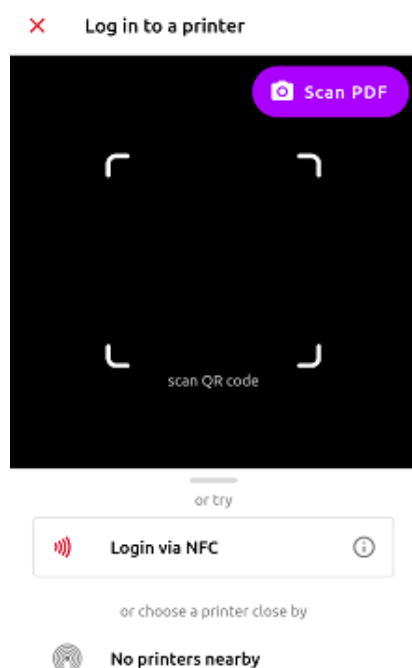 Log in to a printer
Scan PDF
scan QR code
or try
Login via NFC
or choose a printer close by
No printers nearby